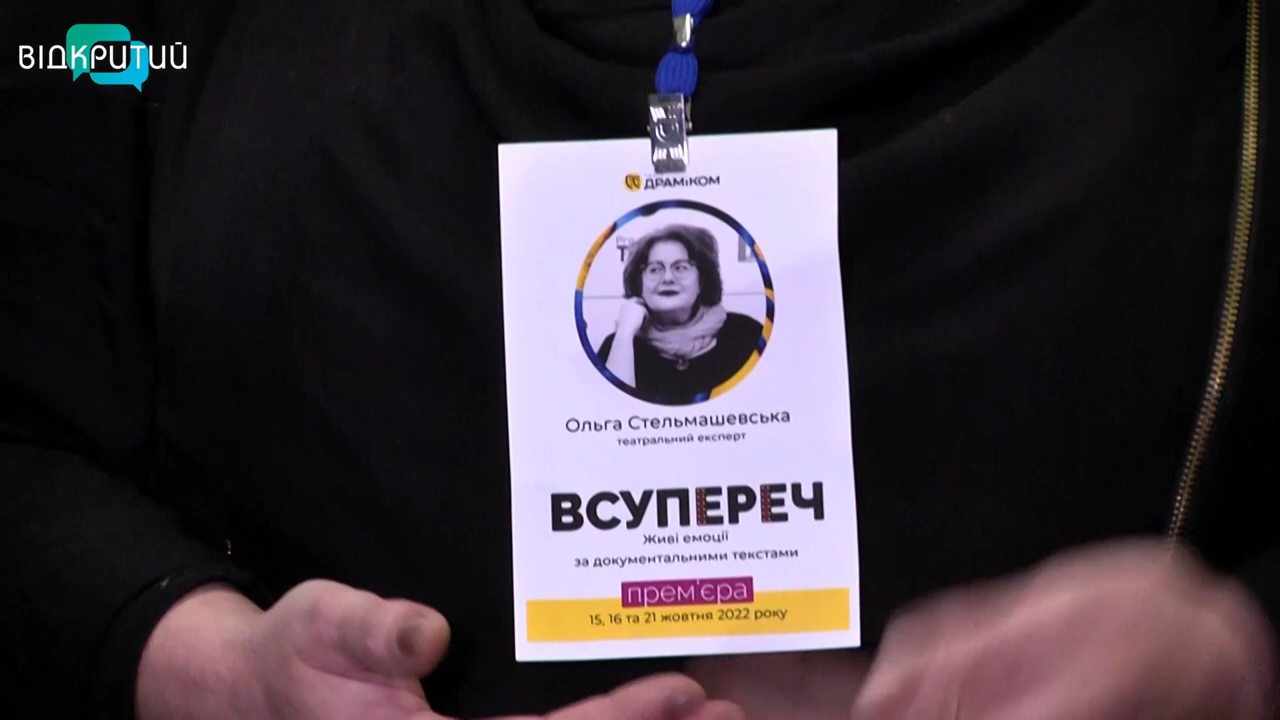 ВІДКРИТИЙ
ДРАМіКОМ
Ольга Стельмашевська
театральний експерт
ВСУПЕРЕЧ
Живі емоції
за документальними текстами
прем'єра
15, 16 та 21 жовтня 2022 року